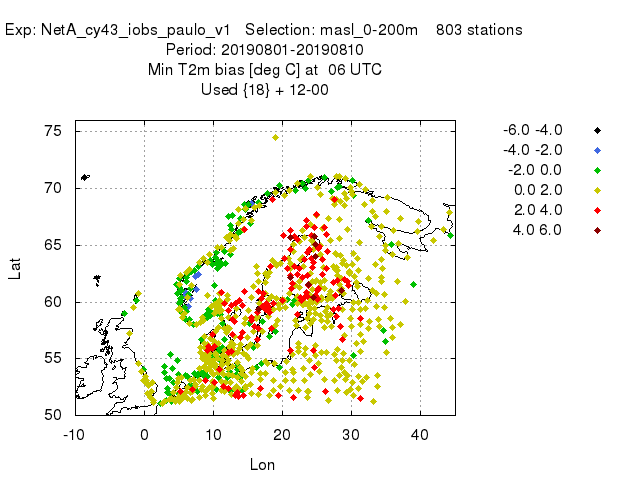 Exp: NetA_cy43_iobs_paulo_v1   Selection: masl_0-200m    803 stations
Period: 20190801-20190810
Min T2m bias [deg C] at  06 UTC
Used {18} + 12-00
75
70
65
60
55
50
Lat
-10 0 10 20 30 40
Lon
-6.0 -4.0
-4.0 -2.0
-2.0 0.0
0.0 2.0
2.0 4.0
4.0 6.0